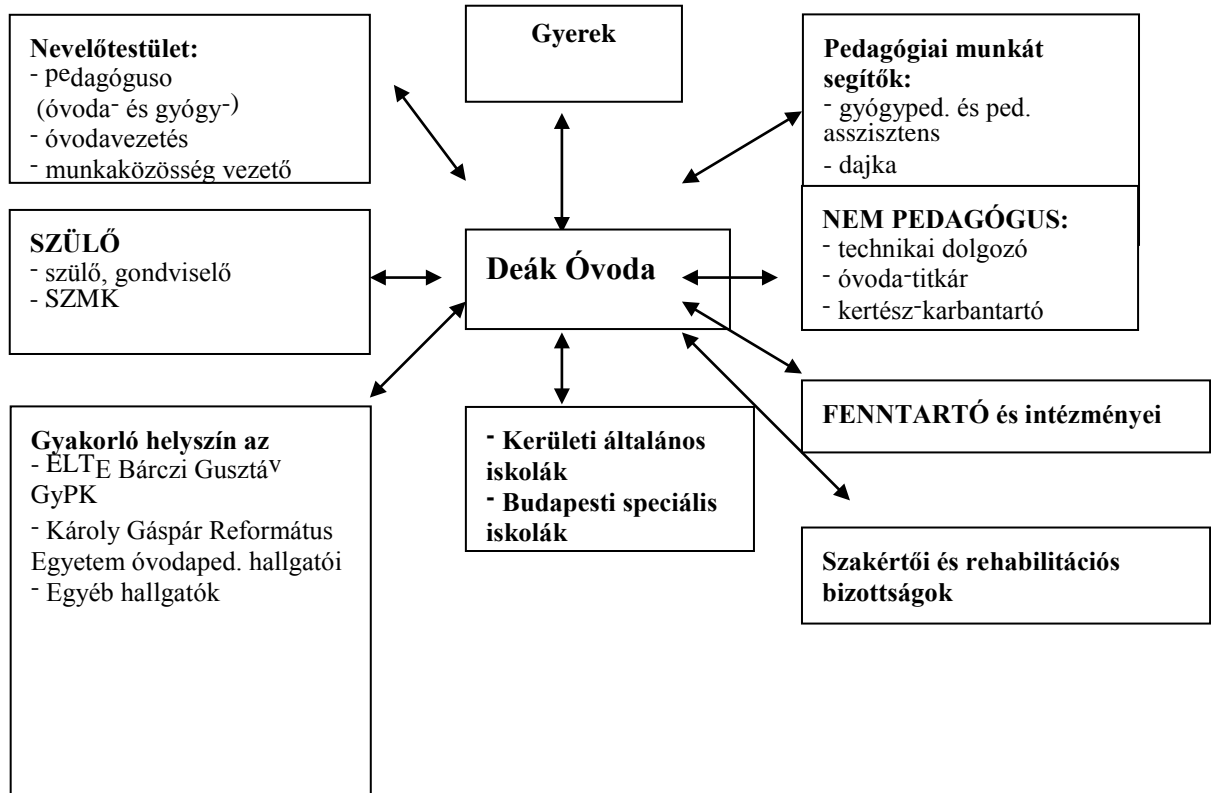 Nevelőtestület:
- pedagóguso
(óvoda- és gyógy-)
- óvodavezetés
- munkaközösség vezető
Gyerek
Pedagógiai munkát
segítők:
- gyógyped. és ped.
asszisztens
- dajka
SZÜLŐ
- szülő, gondviselő
- SZMK
Deák Óvoda
NEM PEDAGÓGUS:
- technikai dolgozó
- óvoda-titkár
- kertész-karbantartó
Gyakorló helyszín az
- ELTE Bárczi Gusztáv
GyPK
- Károly Gáspár Református
Egyetem óvodaped. hallgatói
- Egyéb hallgatók
- Kerületi általános
iskolák
- Budapesti speciális
iskolák
FENNTARTÓ és intézményei
Szakértői és rehabilitációs
bizottságok